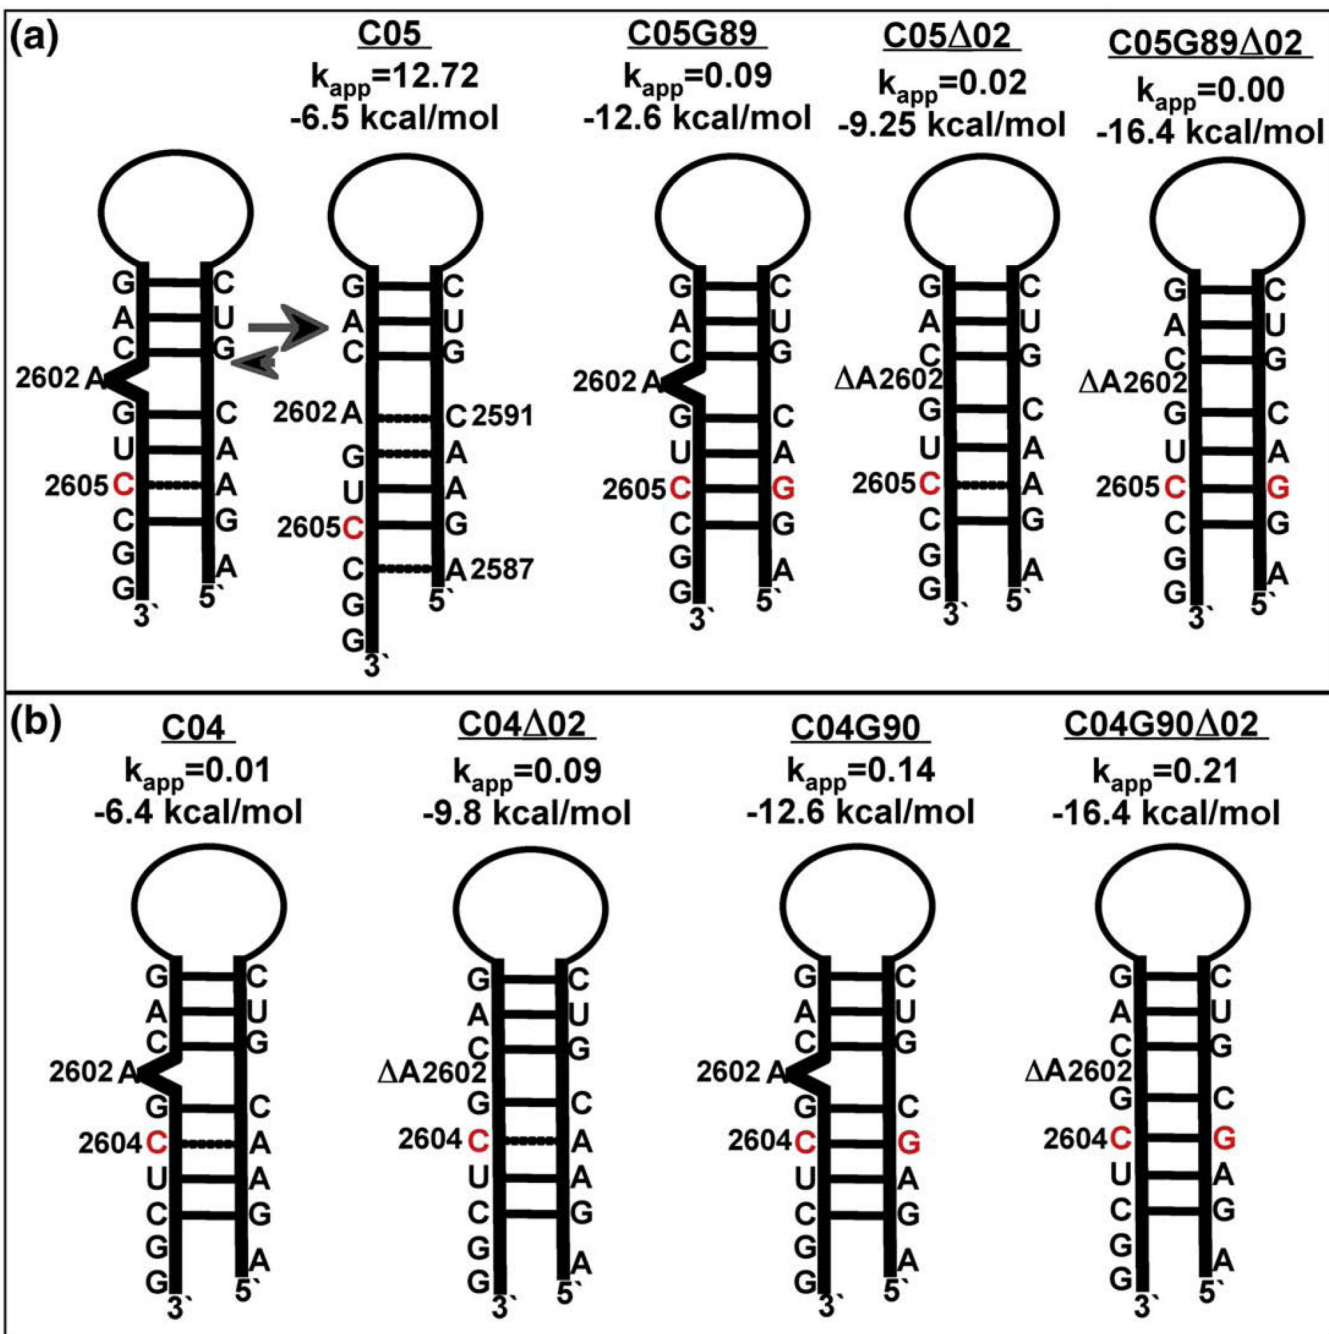 (a)
C05
kapp=12.72
-6.5 kcal/mol
C05G89
kapp=0.09
-12.6 kcal/mol
C05Δ02
kapp=0.02
-9.25 kcal/mol
C05G89Δ02
kapp=0.00
-16.4 kcal/mol
G C
A U
C G
2602 A
G C
U A
2605 C A
C G
G A
G
3` 5`
G C
A U
C G
2602 A C 2591
G A
U A
2605 C G
C A 2587
G 5`
G
3`
G C
A U
C G
2602 A
G C
U A
2605 C G
C G
G A
G
3` 5`
G C
A U
C G
ΔA2602
G C
U A
2605 C A
C G
G A
G
3` 5`
G C
A U
C G
ΔA2602
G C
U A
2605 C G
C G
G A
G
3` 5`
(b)
C04
kapp=0.01
-6.4 kcal/mol
C04Δ02
kapp=0.09
-9.8 kcal/mol
C04G90
kapp=0.14
-12.6 kcal/mol
C04G90Δ02
kapp=0.21
-16.4 kcal/mol
G C
A U
C G
2602 A
G C
2604 C A
U A
C G
G A
G
3` 5`
G C
A U
C G
ΔA2602
G C
2604 C A
U A
C G
G A
G
3` 5`
G C
A U
C G
2602 A
G C
2604 C G
U A
C G
G A
G
3` 5`
G C
A U
C G
ΔA2602
G C
2604 C G
U A
C G
G A
G
3` 5`